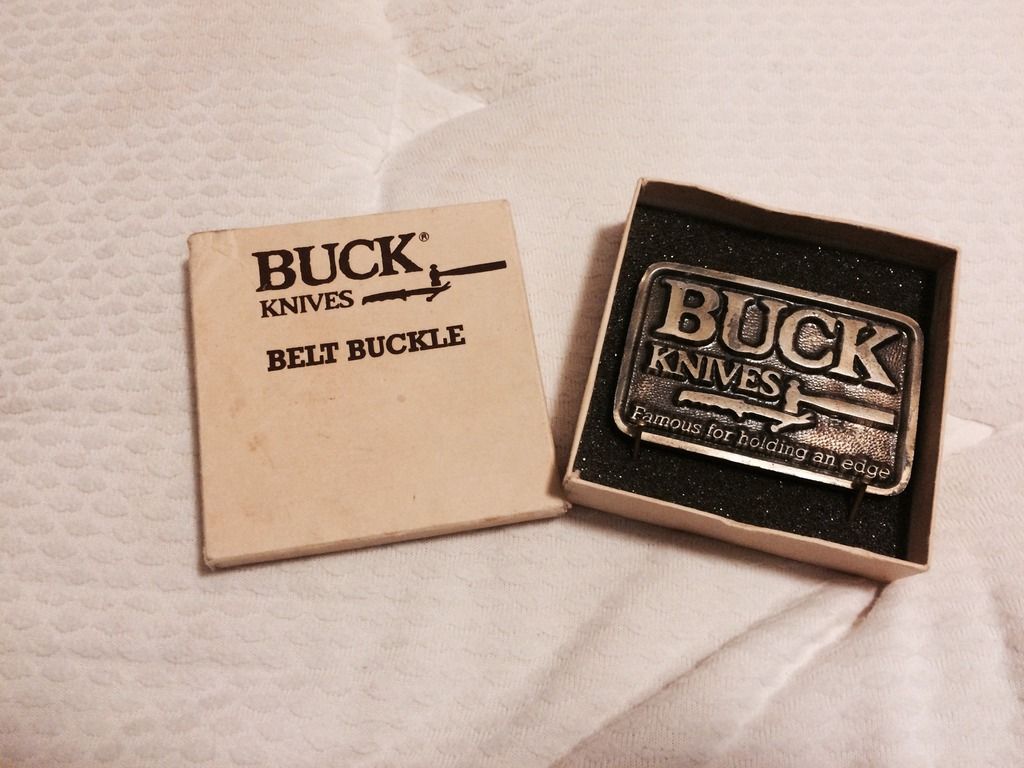 BUCK®
KNIVES
BELT BUCKLE
BUCK
KNIVES
Famous for holding an edge